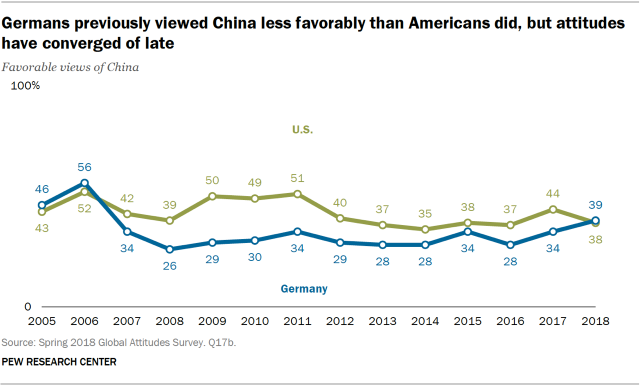 Germans previously viewed China less favorably than Americans did, but attitudes
have converged of late
Favorable views of China
100%
U.S.
46 56 42 39 50 49 51 40 37 35 38 37 44 39
43 52 34 26 29 30 34 29 28 28 34 28 34 38
Germany
0
2005 2006 2007 2008 2009 2010 2011 2012 2013 2014 2015 2016 2017 2018
Source: Spring 2018 Global Attitudes Survey. Q17b.
PEW RESEARCH CENTER